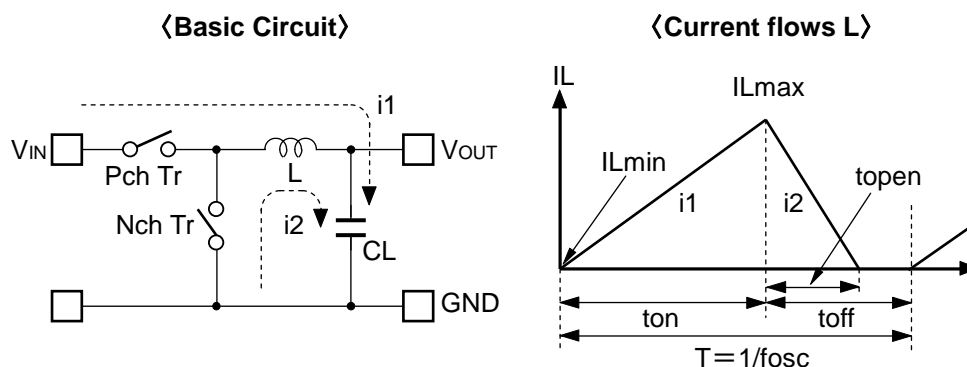 〈Basic Circuit〉
i1
VIN
VOUT
Pch Tr
L
Nch Tr
i2
CL
GND
〈Current flows L〉
IL
ILmax
ILmin
topen
i1
i2
ton
toff
T＝1/fosc